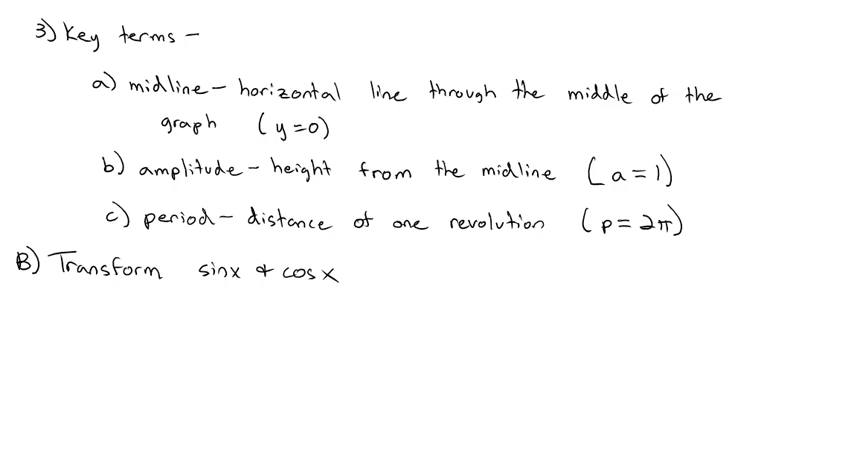 3) Key terms –
a) midline – horizontal line through the middle of the
graph (y=0)
b) amplitude – height from the midline (a = 1)
c) period – distance of one revolution (p = 2π)
B) Transform sinx & cosx